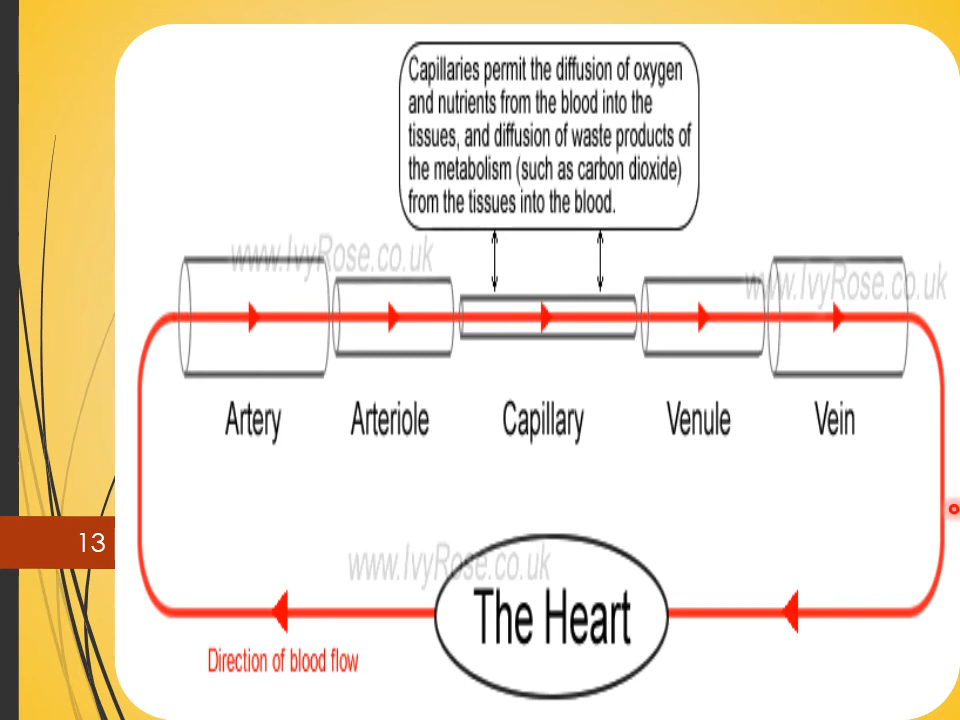 Capillaries permit the diffusion of oxygen
and nutrients from the blood into the
tissues, and diffusion of waste products of
the metabolism (such as carbon dioxide)
from the tissues into the blood.
www.IvyRose.co.uk
www.IvyRose.co.uk
Artery Arteriole Capillary Venule Vein
13
www.IvyRose.co.uk
The Heart
Direction of blood flow